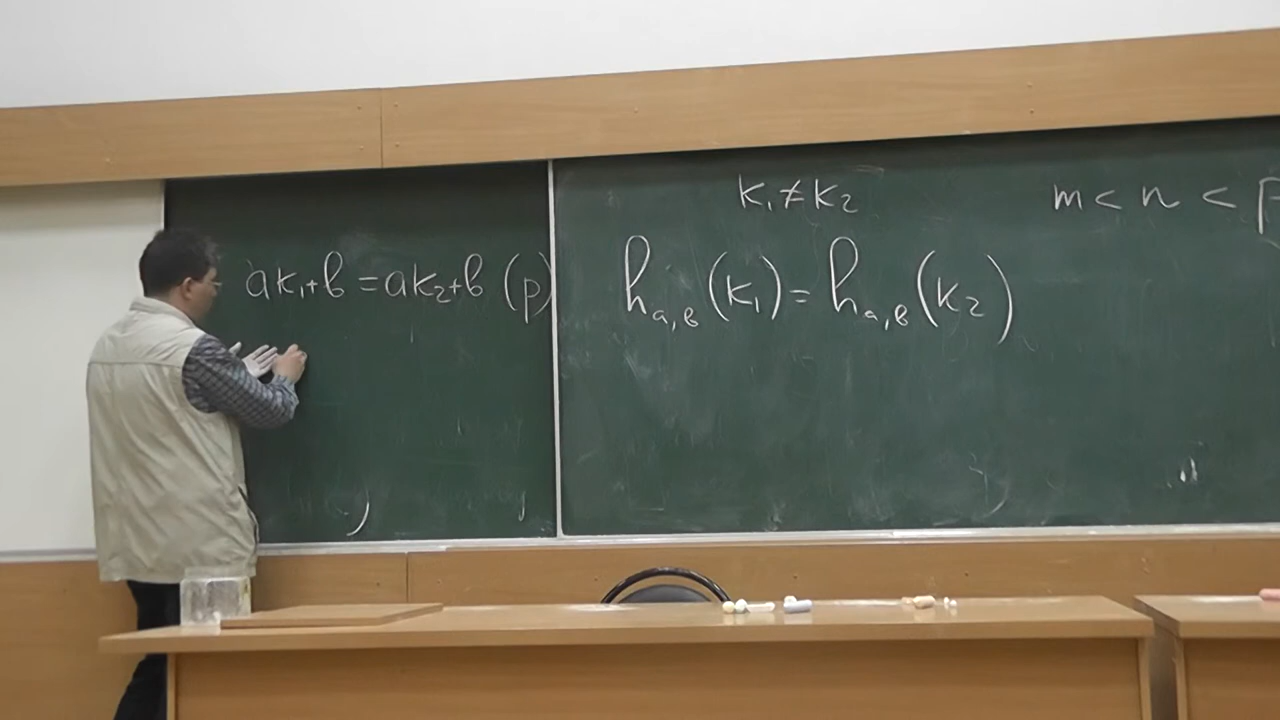 ak₁+b = ak₂+b (p)
k₁ ≠ k₂
m < n < p
h_{a,b}(k₁) = h_{a,b}(k₂)